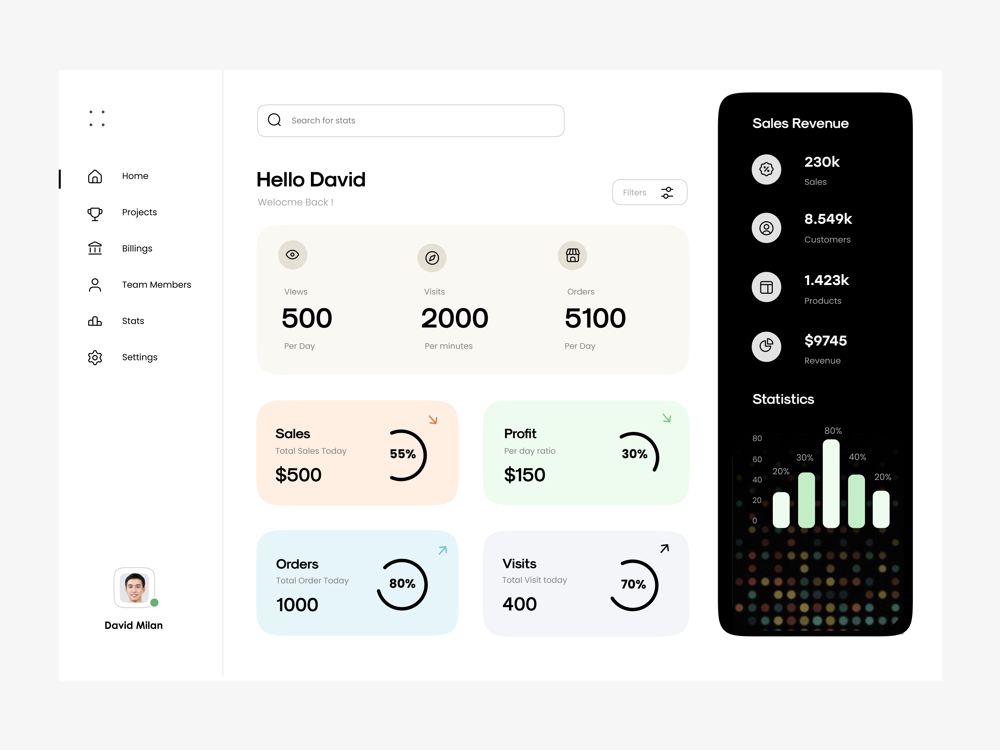 Home
Projects
Billings
Team Members
Stats
Settings
David Milan
Search for stats
Hello David
Welocme Back !
Filters
VIews
500
Per Day
Visits
2000
Per minutes
Orders
5100
Per Day
Sales
Total Sales Today
$500
55%
Profit
Per day ratio
$150
30%
Orders
Total Order Today
1000
80%
Visits
Total Visit today
400
70%
Sales Revenue
230k
Sales
8.549k
Customers
1.423k
Products
$9745
Revenue
Statistics
80
60
40
20
0
20%
30%
80%
40%
20%